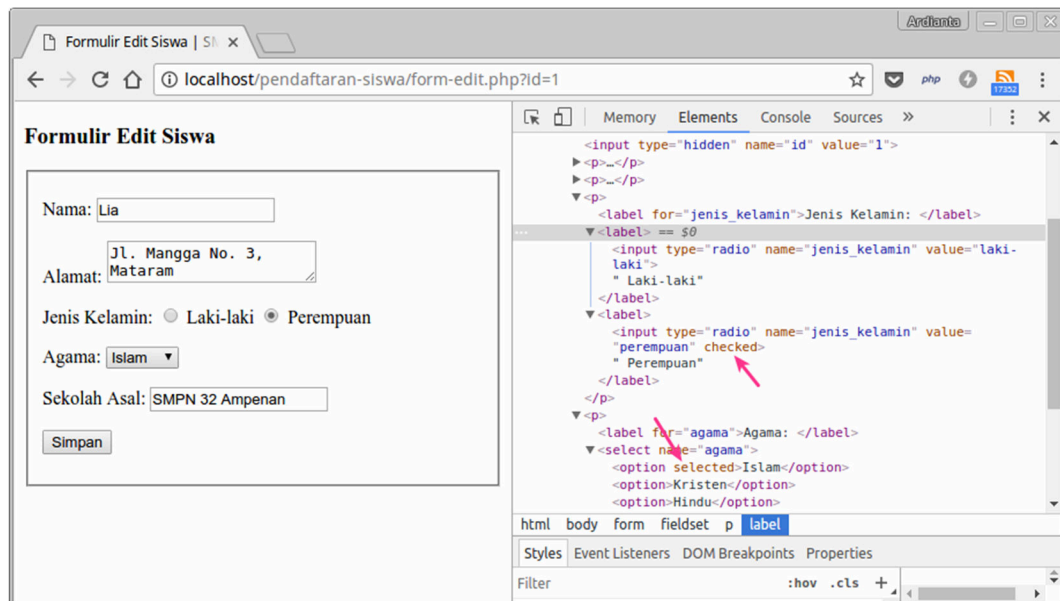 Ardianta
Formulir Edit Siswa | SM
localhost/pendaftaran-siswa/form-edit.php?id=1
php
17352
Formulir Edit Siswa
Nama: Lia
Alamat: Jl. Mangga No. 3,
Mataram
Jenis Kelamin: Laki-laki Perempuan
Agama: Islam
Sekolah Asal: SMPN 32 Ampenan
Simpan
Memory Elements Console Sources »
<input type="hidden" name="id" value="1">
<p>…</p>
<p>…</p>
<p>
<label for="jenis_kelamin">Jenis Kelamin: </label>
<label> == $0
<input type="radio" name="jenis_kelamin" value="laki-
laki">
" Laki-laki"
</label>
<label>
<input type="radio" name="jenis_kelamin" value=
"perempuan" checked>
" Perempuan"
</label>
</p>
<p>
<label for="agama">Agama: </label>
<select name="agama">
<option selected>Islam</option>
<option>Kristen</option>
<option>Hindu</option>
html body form fieldset p label
Styles Event Listeners DOM Breakpoints Properties
Filter :hov .cls +